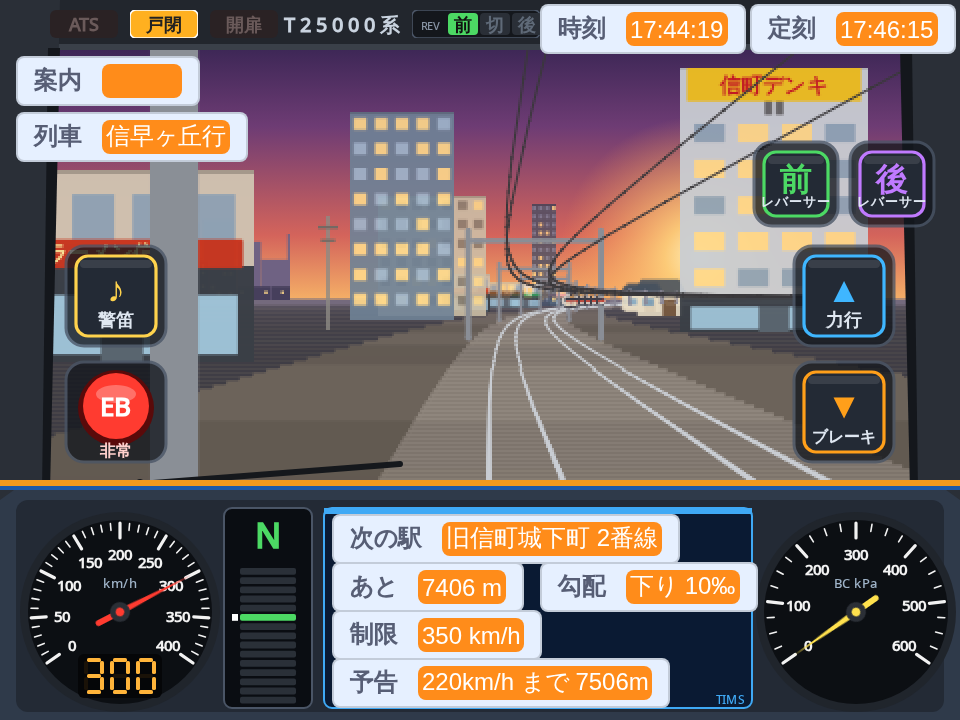 ATS 戸閉 開扉 T25000系 REV 前 切 後
時刻 17:44:19 定刻 17:46:15
案内
列車 信早ヶ丘行
信町デンキ
前 レバーサー
後 レバーサー
♪ 警笛
▲ 力行
EB 非常
▼ ブレーキ
0 50 100 150 200 250 300 350 400 km/h
300
N
次の駅 旧信町城下町 2番線
あと 7406 m 勾配 下り 10‰
制限 350 km/h
予告 220km/h まで 7506m
TIMS
0 100 200 300 400 500 600 BC kPa